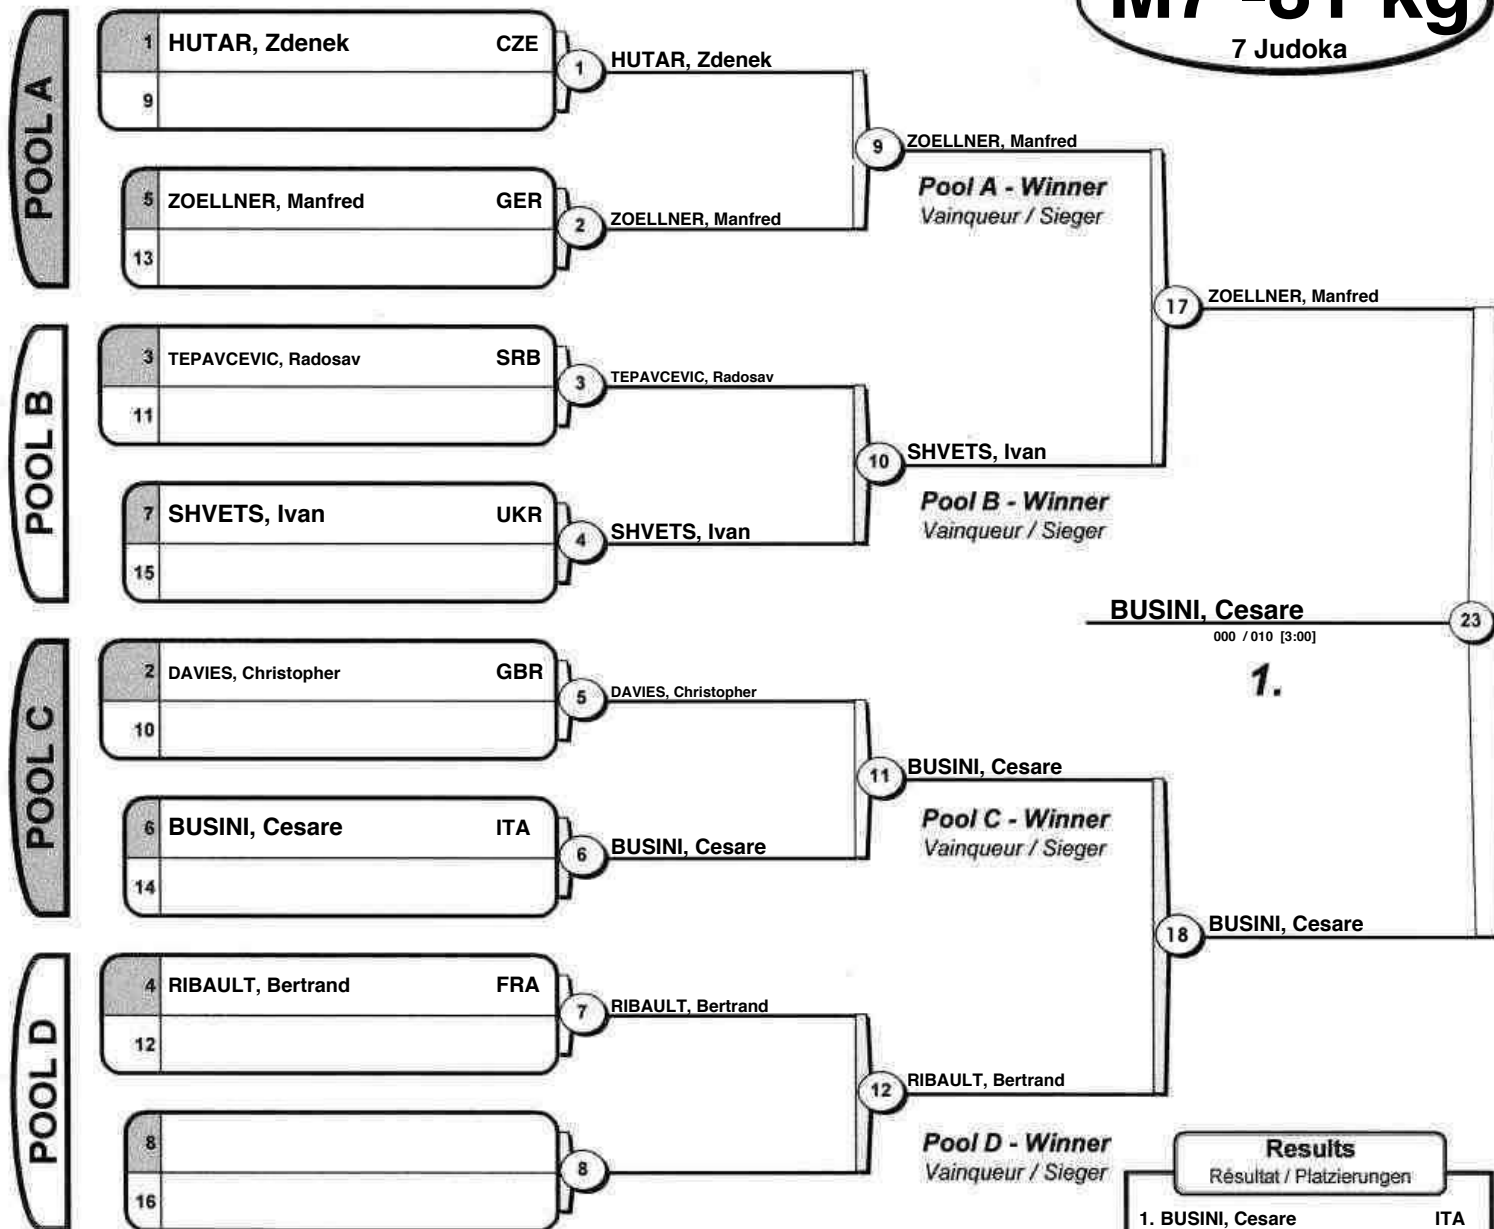 M7 -81 kg
7 Judoka
POOL A
1 HUTAR, Zdenek CZE
9
1 HUTAR, Zdenek
5 ZOELLNER, Manfred GER
13
2 ZOELLNER, Manfred
9 ZOELLNER, Manfred
Pool A - Winner
Vainqueur / Sieger
POOL B
3 TEPAVCEVIC, Radosav SRB
11
3 TEPAVCEVIC, Radosav
7 SHVETS, Ivan UKR
15
4 SHVETS, Ivan
10 SHVETS, Ivan
Pool B - Winner
Vainqueur / Sieger
17 ZOELLNER, Manfred
BUSINI, Cesare 23
000 / 010 [3:00]
1.
POOL C
2 DAVIES, Christopher GBR
10
5 DAVIES, Christopher
6 BUSINI, Cesare ITA
14
6 BUSINI, Cesare
11 BUSINI, Cesare
Pool C - Winner
Vainqueur / Sieger
18 BUSINI, Cesare
POOL D
4 RIBAULT, Bertrand FRA
12
7 RIBAULT, Bertrand
8
16
8
12 RIBAULT, Bertrand
Pool D - Winner
Vainqueur / Sieger
Results
Résultat / Platzierungen
1. BUSINI, Cesare ITA